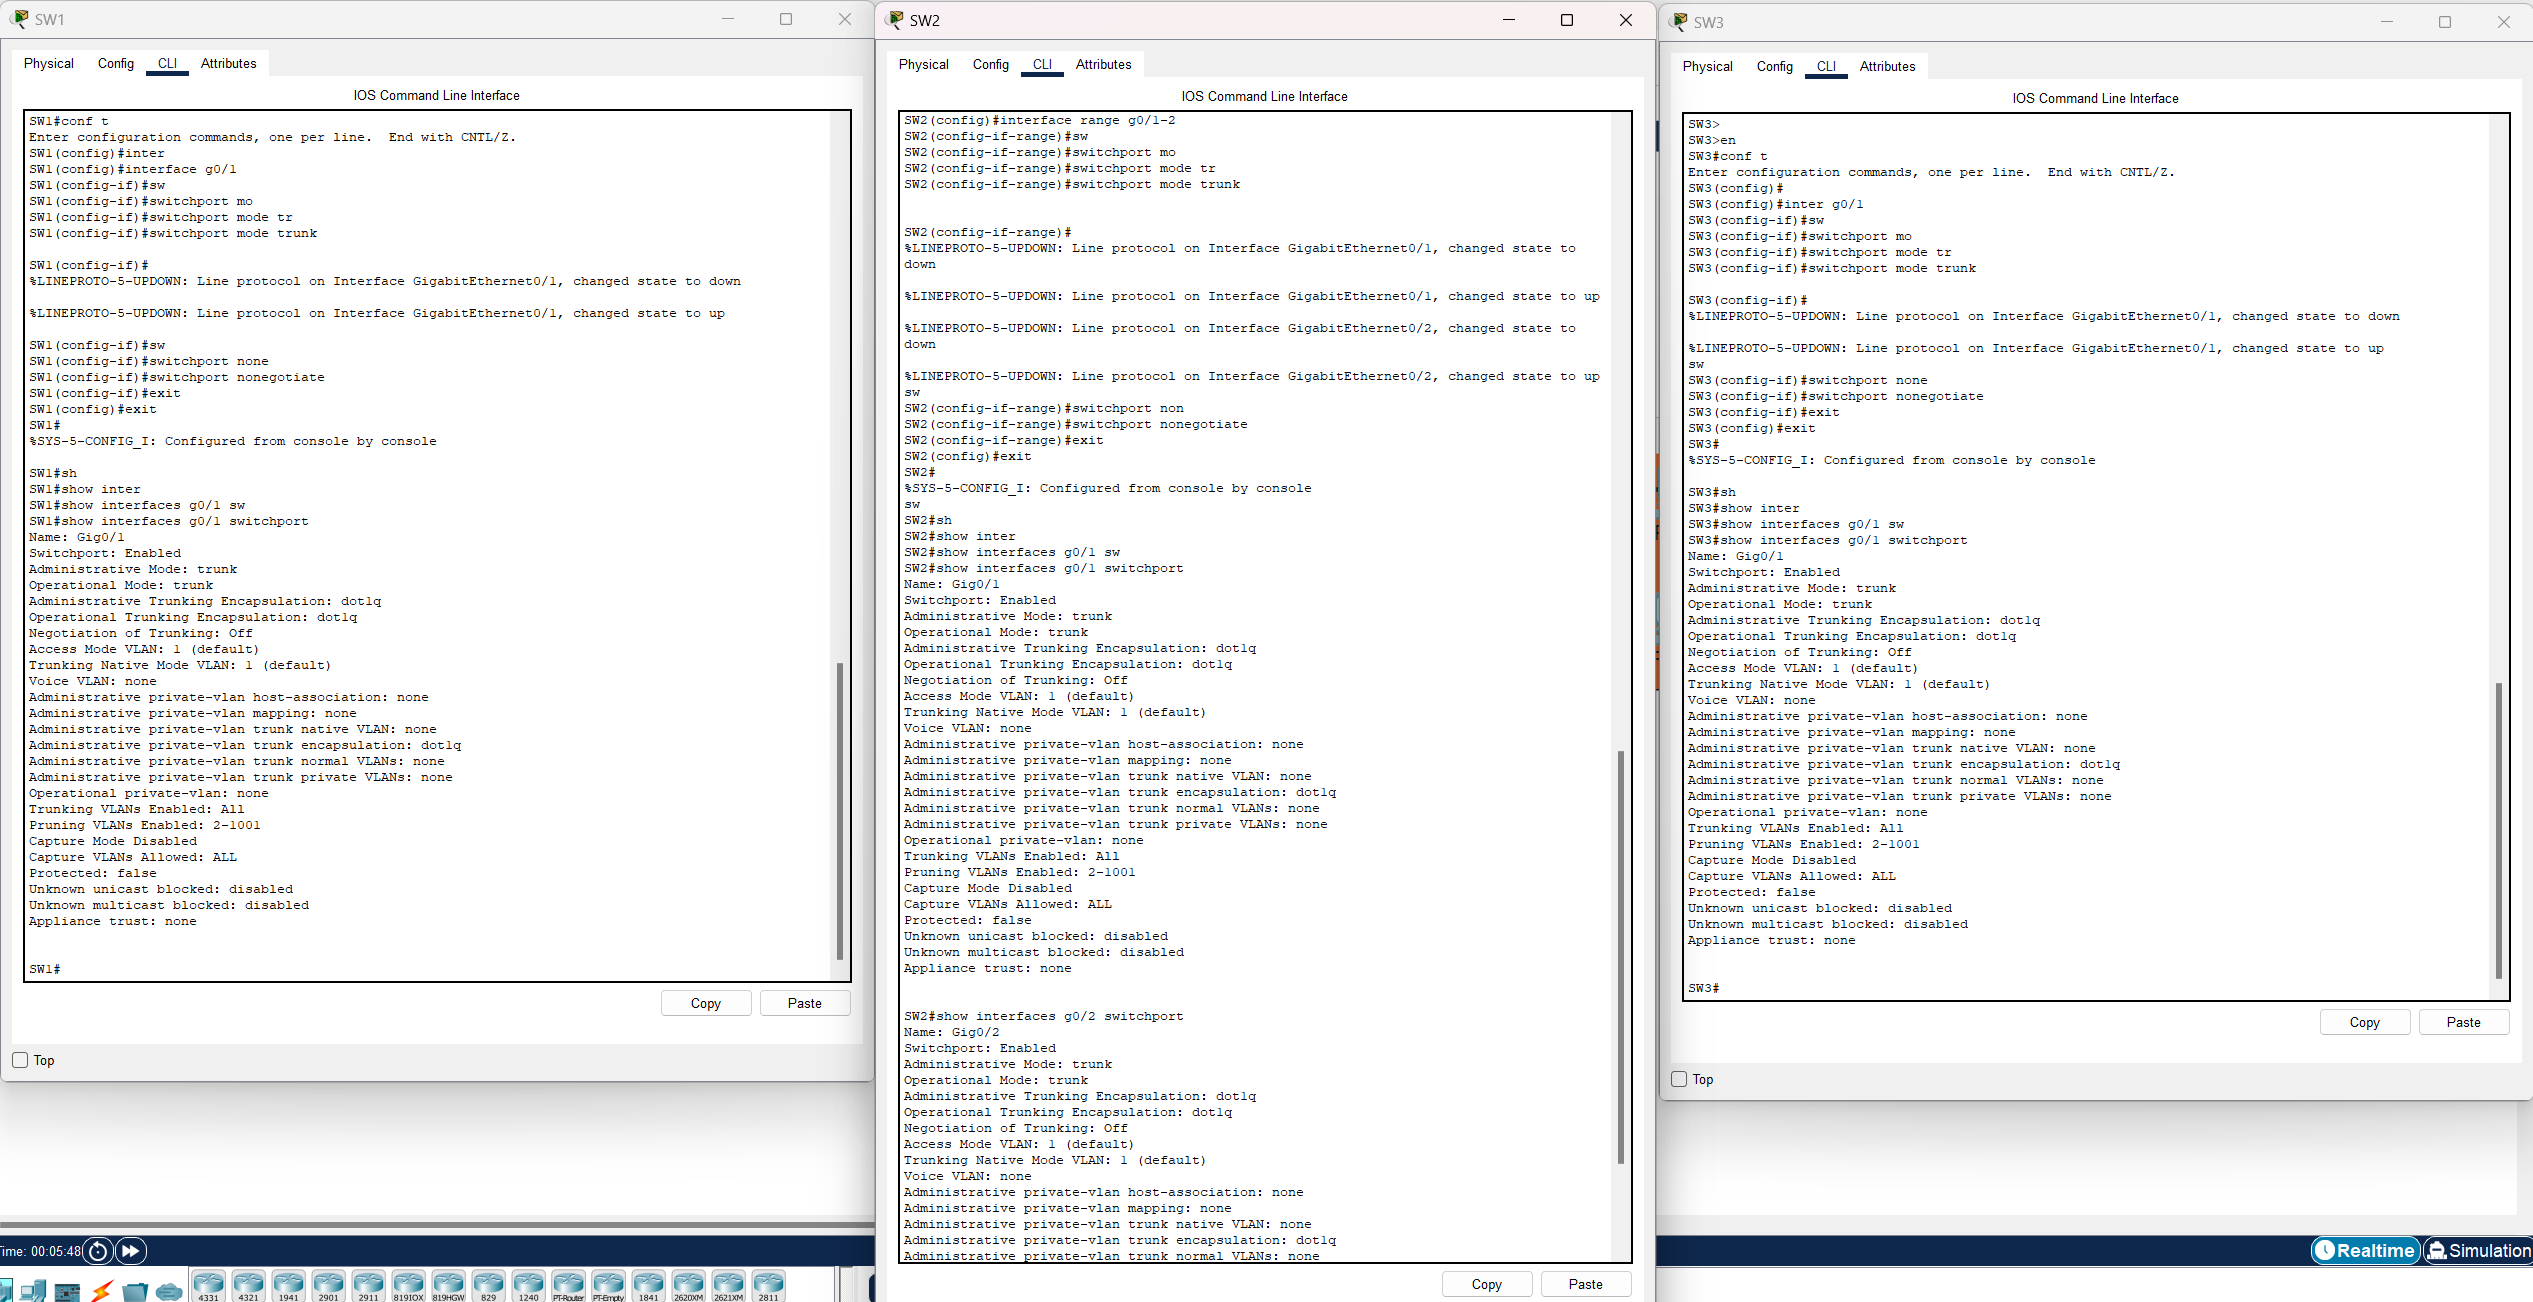 SW1
Physical Config CLI Attributes
IOS Command Line Interface
SW1#conf t
Enter configuration commands, one per line.  End with CNTL/Z.
SW1(config)#inter
SW1(config)#interface g0/1
SW1(config-if)#sw
SW1(config-if)#switchport mo
SW1(config-if)#switchport mode tr
SW1(config-if)#switchport mode trunk
SW1(config-if)#
%LINEPROTO-5-UPDOWN: Line protocol on Interface GigabitEthernet0/1, changed state to down
%LINEPROTO-5-UPDOWN: Line protocol on Interface GigabitEthernet0/1, changed state to up
SW1(config-if)#sw
SW1(config-if)#switchport none
SW1(config-if)#switchport nonegotiate
SW1(config-if)#exit
SW1(config)#exit
SW1#
%SYS-5-CONFIG_I: Configured from console by console
SW1#sh
SW1#show inter
SW1#show interfaces g0/1 sw
SW1#show interfaces g0/1 switchport
Name: Gig0/1
Switchport: Enabled
Administrative Mode: trunk
Operational Mode: trunk
Administrative Trunking Encapsulation: dot1q
Operational Trunking Encapsulation: dot1q
Negotiation of Trunking: Off
Access Mode VLAN: 1 (default)
Trunking Native Mode VLAN: 1 (default)
Voice VLAN: none
Administrative private-vlan host-association: none
Administrative private-vlan mapping: none
Administrative private-vlan trunk native VLAN: none
Administrative private-vlan trunk encapsulation: dot1q
Administrative private-vlan trunk normal VLANs: none
Administrative private-vlan trunk private VLANs: none
Operational private-vlan: none
Trunking VLANs Enabled: All
Pruning VLANs Enabled: 2-1001
Capture Mode Disabled
Capture VLANs Allowed: ALL
Protected: false
Unknown unicast blocked: disabled
Unknown multicast blocked: disabled
Appliance trust: none
SW1#
Copy Paste
Top
SW2
Physical Config CLI Attributes
IOS Command Line Interface
SW2(config)#interface range g0/1-2
SW2(config-if-range)#sw
SW2(config-if-range)#switchport mo
SW2(config-if-range)#switchport mode tr
SW2(config-if-range)#switchport mode trunk
SW2(config-if-range)#
%LINEPROTO-5-UPDOWN: Line protocol on Interface GigabitEthernet0/1, changed state to
down
%LINEPROTO-5-UPDOWN: Line protocol on Interface GigabitEthernet0/1, changed state to up
%LINEPROTO-5-UPDOWN: Line protocol on Interface GigabitEthernet0/2, changed state to
down
%LINEPROTO-5-UPDOWN: Line protocol on Interface GigabitEthernet0/2, changed state to up
sw
SW2(config-if-range)#switchport non
SW2(config-if-range)#switchport nonegotiate
SW2(config-if-range)#exit
SW2(config)#exit
SW2#
%SYS-5-CONFIG_I: Configured from console by console
sw
SW2#sh
SW2#show inter
SW2#show interfaces g0/1 sw
SW2#show interfaces g0/1 switchport
Name: Gig0/1
Switchport: Enabled
Administrative Mode: trunk
Operational Mode: trunk
Administrative Trunking Encapsulation: dot1q
Operational Trunking Encapsulation: dot1q
Negotiation of Trunking: Off
Access Mode VLAN: 1 (default)
Trunking Native Mode VLAN: 1 (default)
Voice VLAN: none
Administrative private-vlan host-association: none
Administrative private-vlan mapping: none
Administrative private-vlan trunk native VLAN: none
Administrative private-vlan trunk encapsulation: dot1q
Administrative private-vlan trunk normal VLANs: none
Administrative private-vlan trunk private VLANs: none
Operational private-vlan: none
Trunking VLANs Enabled: All
Pruning VLANs Enabled: 2-1001
Capture Mode Disabled
Capture VLANs Allowed: ALL
Protected: false
Unknown unicast blocked: disabled
Unknown multicast blocked: disabled
Appliance trust: none
SW2#show interfaces g0/2 switchport
Name: Gig0/2
Switchport: Enabled
Administrative Mode: trunk
Operational Mode: trunk
Administrative Trunking Encapsulation: dot1q
Operational Trunking Encapsulation: dot1q
Negotiation of Trunking: Off
Access Mode VLAN: 1 (default)
Trunking Native Mode VLAN: 1 (default)
Voice VLAN: none
Administrative private-vlan host-association: none
Administrative private-vlan mapping: none
Administrative private-vlan trunk native VLAN: none
Administrative private-vlan trunk encapsulation: dot1q
Administrative private-vlan trunk normal VLANs: none
Copy Paste
SW3
Physical Config CLI Attributes
IOS Command Line Interface
SW3>
SW3>en
SW3#conf t
Enter configuration commands, one per line.  End with CNTL/Z.
SW3(config)#
SW3(config)#inter g0/1
SW3(config-if)#sw
SW3(config-if)#switchport mo
SW3(config-if)#switchport mode tr
SW3(config-if)#switchport mode trunk
SW3(config-if)#
%LINEPROTO-5-UPDOWN: Line protocol on Interface GigabitEthernet0/1, changed state to down
%LINEPROTO-5-UPDOWN: Line protocol on Interface GigabitEthernet0/1, changed state to up
sw
SW3(config-if)#switchport none
SW3(config-if)#switchport nonegotiate
SW3(config-if)#exit
SW3(config)#exit
SW3#
%SYS-5-CONFIG_I: Configured from console by console
SW3#sh
SW3#show inter
SW3#show interfaces g0/1 sw
SW3#show interfaces g0/1 switchport
Name: Gig0/1
Switchport: Enabled
Administrative Mode: trunk
Operational Mode: trunk
Administrative Trunking Encapsulation: dot1q
Operational Trunking Encapsulation: dot1q
Negotiation of Trunking: Off
Access Mode VLAN: 1 (default)
Trunking Native Mode VLAN: 1 (default)
Voice VLAN: none
Administrative private-vlan host-association: none
Administrative private-vlan mapping: none
Administrative private-vlan trunk native VLAN: none
Administrative private-vlan trunk encapsulation: dot1q
Administrative private-vlan trunk normal VLANs: none
Administrative private-vlan trunk private VLANs: none
Operational private-vlan: none
Trunking VLANs Enabled: All
Pruning VLANs Enabled: 2-1001
Capture Mode Disabled
Capture VLANs Allowed: ALL
Protected: false
Unknown unicast blocked: disabled
Unknown multicast blocked: disabled
Appliance trust: none
SW3#
Copy Paste
Top
ime: 00:05:48
Realtime Simulation
4331 4321 1941 2901 2911 819IOX 819HGW 829 1240 PT-Router PT-Empty 1841 2620XM 2621XM 2811